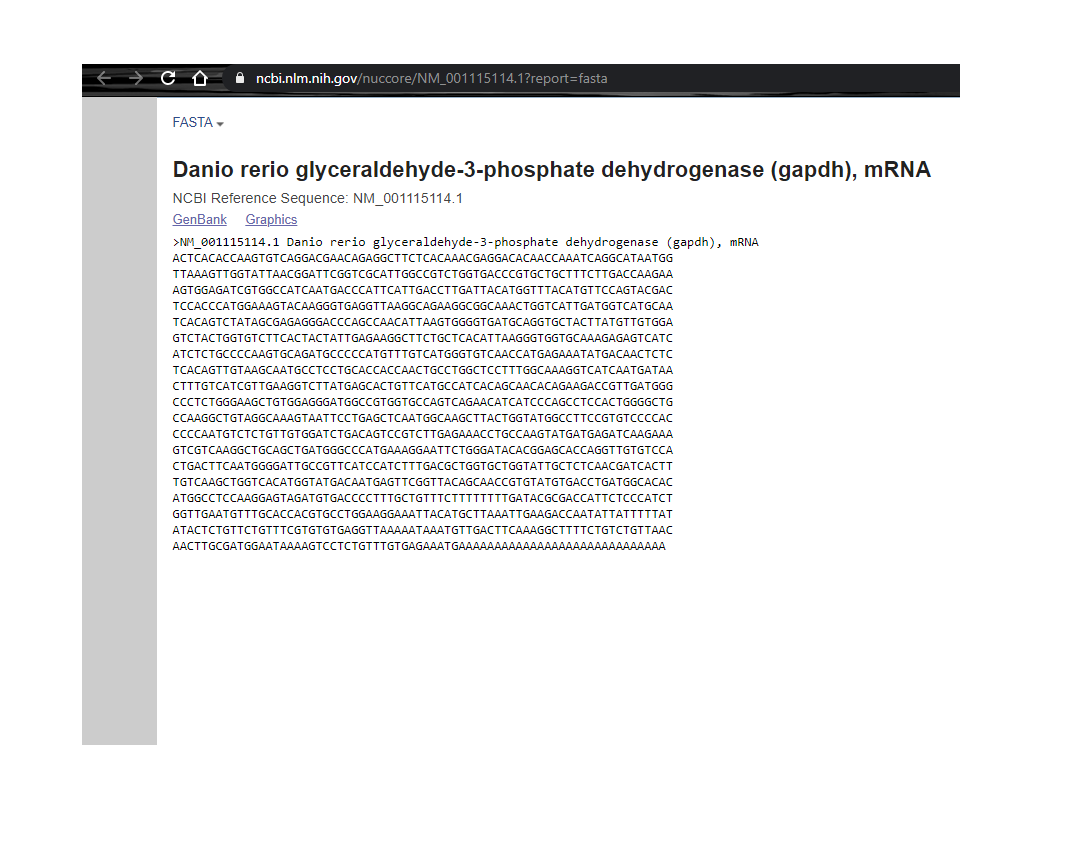 ncbi.nlm.nih.gov/nuccore/NM_001115114.1?report=fasta
FASTA
Danio rerio glyceraldehyde-3-phosphate dehydrogenase (gapdh), mRNA
NCBI Reference Sequence: NM_001115114.1
GenBank Graphics
>NM_001115114.1 Danio rerio glyceraldehyde-3-phosphate dehydrogenase (gapdh), mRNA
ACTCACACCAAGTGTCAGGACGAACAGAGGCTTCTCACAAACGAGGACACAACCAAATCAGGCATAATGG
TTAAAGTTGGTATTAACGGATTCGGTCGCATTGGCCGTCTGGTGACCCGTGCTGCTTTCTTGACCAAGAA
AGTGGAGATCGTGGCCATCAATGACCCATTCATTGACCTTGATTACATGGTTTACATGTTCCAGTACGAC
TCCACCCATGGAAAGTACAAGGGTGAGGTTAAGGCAGAAGGCGGCAAACTGGTCATTGATGGTCATGCAA
TCACAGTCTATAGCGAGAGGGACCCAGCCAACATTAAGTGGGGTGATGCAGGTGCTACTTATGTTGTGGA
GTCTACTGGTGTCTTCACTACTATTGAGAAGGCTTCTGCTCACATTAAGGGTGGTGCAAAGAGAGTCATC
ATCTCTGCCCCAAGTGCAGATGCCCCCATGTTTGTCATGGGTGTCAACCATGAGAAATATGACAACTCTC
TCACAGTTGTAAGCAATGCCTCCTGCACCACCAACTGCCTGGCTCCTTTGGCAAAGGTCATCAATGATAA
CTTTGTCATCGTTGAAGGTCTTATGAGCACTGTTCATGCCATCACAGCAACACAGAAGACCGTTGATGGG
CCCTCTGGGAAGCTGTGGAGGGATGGCCGTGGTGCCAGTCAGAACATCATCCCAGCCTCCACTGGGGCTG
CCAAGGCTGTAGGCAAAGTAATTCCTGAGCTCAATGGCAAGCTTACTGGTATGGCCTTCCGTGTCCCCAC
CCCCAATGTCTCTGTTGTGGATCTGACAGTCCGTCTTGAGAAACCTGCCAAGTATGATGAGATCAAGAAA
GTCGTCAAGGCTGCAGCTGATGGGCCCATGAAAGGAATTCTGGGATACACGGAGCACCAGGTTGTGTCCA
CTGACTTCAATGGGGATTGCCGTTCATCCATCTTTGACGCTGGTGCTGGTATTGCTCTCAACGATCACTT
TGTCAAGCTGGTCACATGGTATGACAATGAGTTCGGTTACAGCAACCGTGTATGTGACCTGATGGCACAC
ATGGCCTCCAAGGAGTAGATGTGACCCCTTTGCTGTTTCTTTTTTTTGATACGCGACCATTCTCCCATCT
GGTTGAATGTTTGCACCACGTGCCTGGAAGGAAATTACATGCTTAAATTGAAGACCAATATTATTTTTAT
ATACTCTGTTCTGTTTCGTGTGTGAGGTTAAAAATAAATGTTGACTTCAAAGGCTTTTCTGTCTGTTAAC
AACTTGCGATGGAATAAAAGTCCTCTGTTTGTGAGAAATGAAAAAAAAAAAAAAAAAAAAAAAAAAAAA